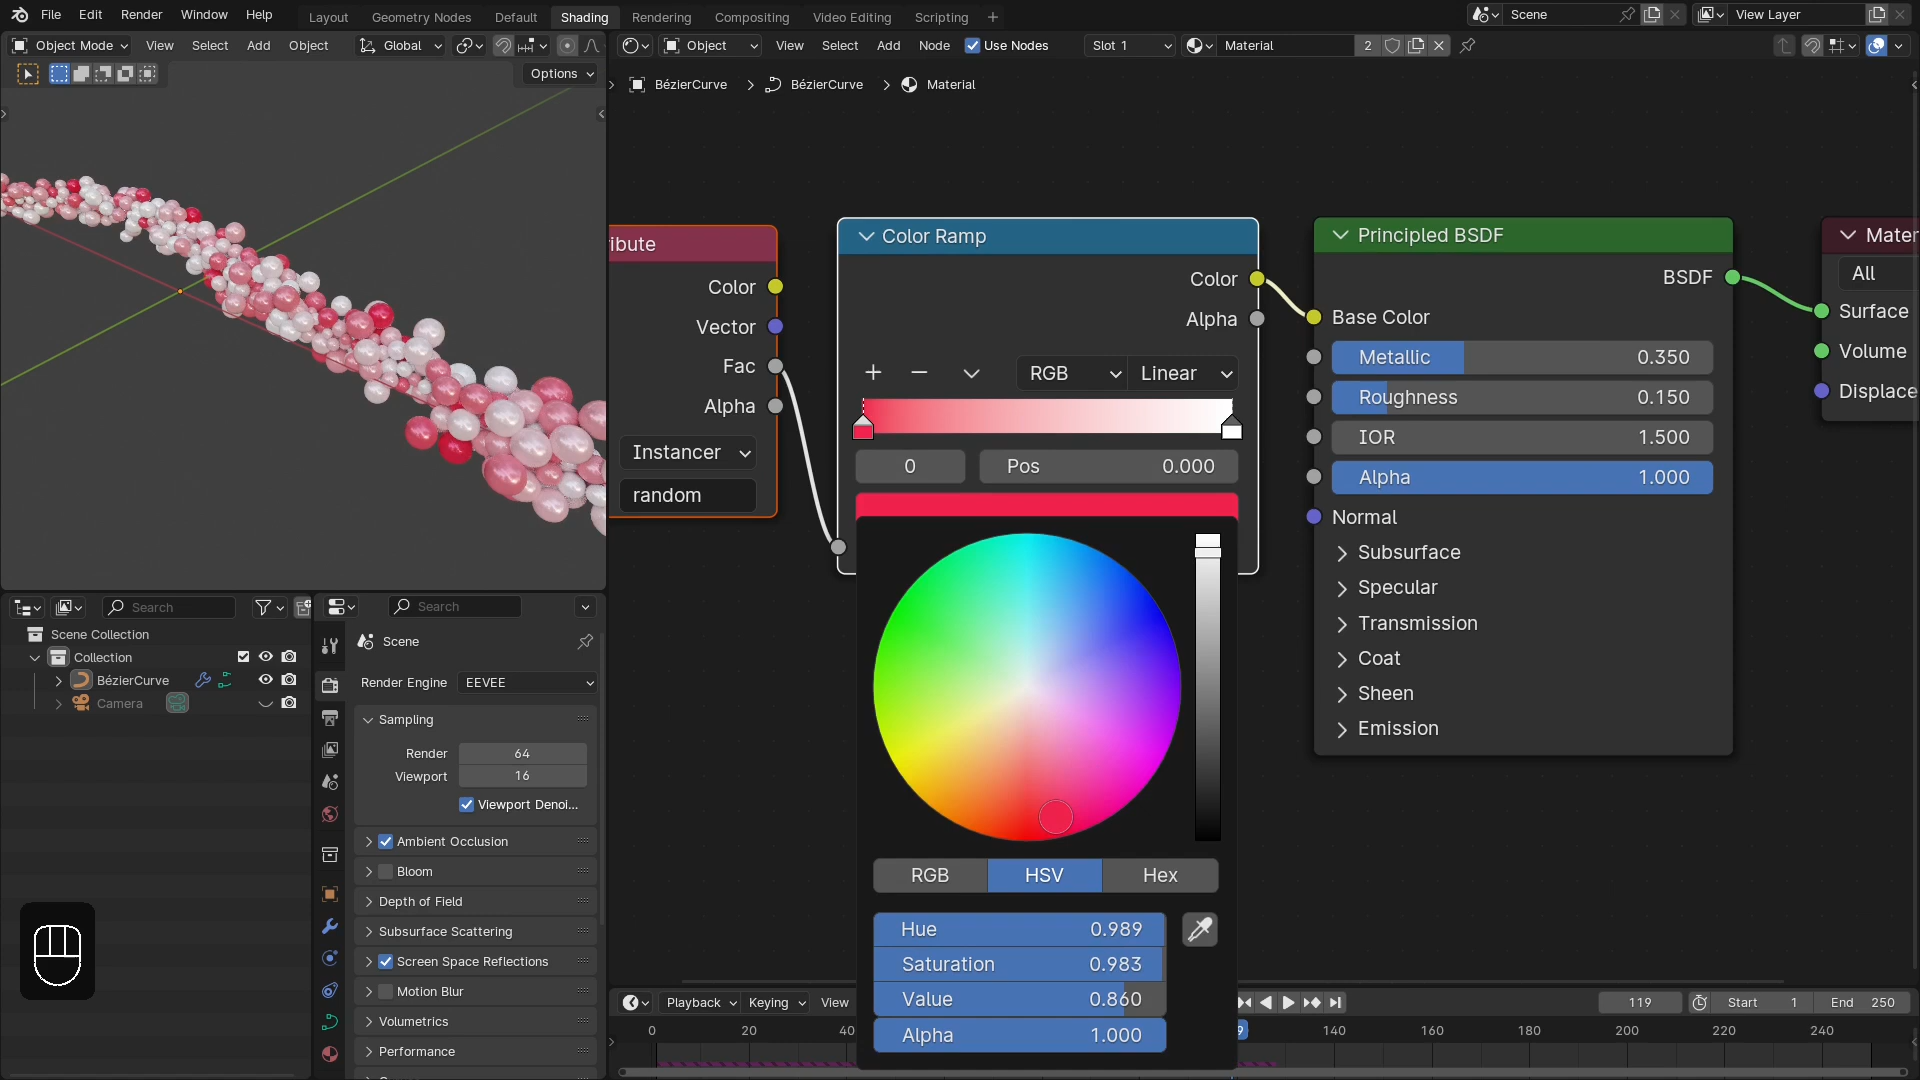 File Edit Render Window Help Layout Geometry Nodes Default Shading Rendering Compositing Video Editing Scripting + Scene View Layer
Object Mode View Select Add Object Global
Object View Select Add Node Use Nodes Slot 1 Material 2
Options
BézierCurve BézierCurve Material
ibute
Color
Vector
Fac
Alpha
Instancer
random
Color Ramp
Color
Alpha
RGB Linear
0 Pos 0.000
RGB HSV Hex
Hue 0.989
Saturation 0.983
Value 0.860
Alpha 1.000
Principled BSDF
BSDF
Base Color
Metallic 0.350
Roughness 0.150
IOR 1.500
Alpha 1.000
Normal
Subsurface
Specular
Transmission
Coat
Sheen
Emission
Mater
All
Surface
Volume
Displace
Search
Scene Collection
Collection
BézierCurve
Camera
Search
Scene
Render Engine EEVEE
Sampling
Render 64
Viewport 16
Viewport Denoi...
Ambient Occlusion
Bloom
Depth of Field
Subsurface Scattering
Screen Space Reflections
Motion Blur
Volumetrics
Performance
Playback Keying View 119 Start 1 End 250
0 20 40 9 140 160 180 200 220 240